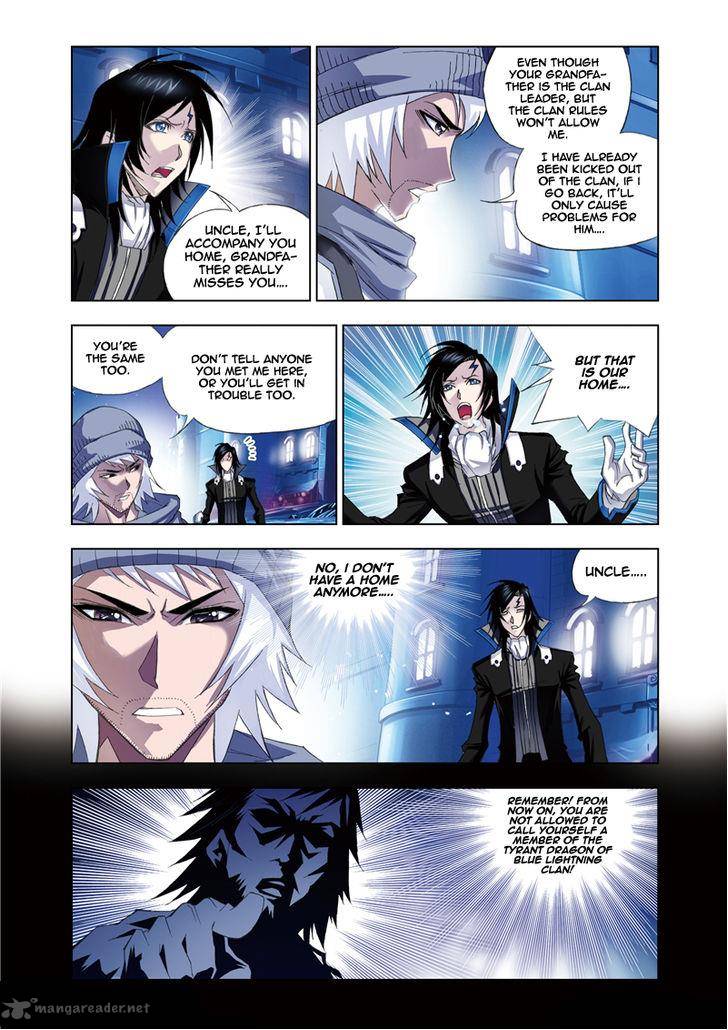 UNCLE, I'LL
ACCOMPANY YOU
HOME, GRANDFA-
THER REALLY
MISSES YOU....
EVEN THOUGH
YOUR GRANDFA-
THER IS THE CLAN
LEADER, BUT
THE CLAN RULES
WON'T ALLOW
ME.
I HAVE ALREADY
BEEN KICKED OUT
OF THE CLAN, IF I
GO BACK, IT'LL
ONLY CAUSE
PROBLEMS FOR
HIM....
YOU'RE
THE SAME
TOO.
DON'T TELL ANYONE
YOU MET ME HERE,
OR YOU'LL GET IN
TROUBLE TOO.
BUT THAT
IS OUR
HOME....
NO, I DON'T
HAVE A HOME
ANYMORE.....
UNCLE.....
REMEMBER! FROM
NOW ON, YOU ARE
NOT ALLOWED TO
CALL YOURSELF A
MEMBER OF THE
TYRANT DRAGON OF
BLUE LIGHTNING
CLAN!
mangareader.net